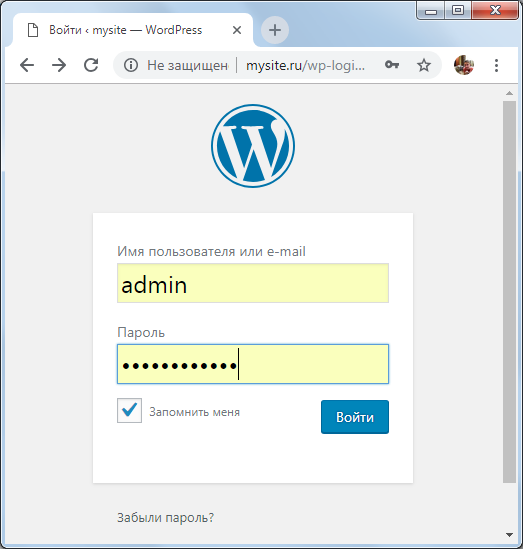 Войти ‹ mysite — WordPress
Не защищен mysite.ru/wp-logi...
Имя пользователя или e-mail
admin
Пароль
••••••••••••
Запомнить меня
Войти
Забыли пароль?